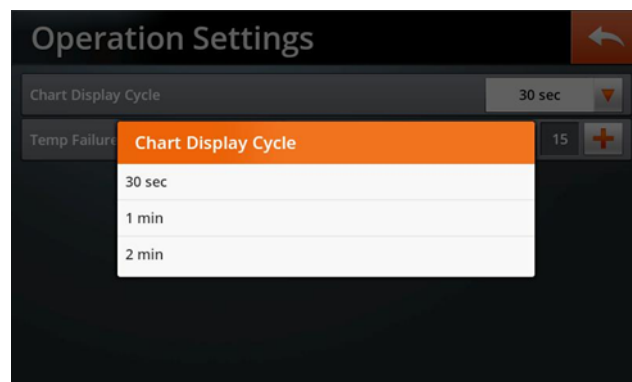 Operation Settings
Chart Display Cycle
30 sec
Temp Failure
15
Chart Display Cycle
30 sec
1 min
2 min